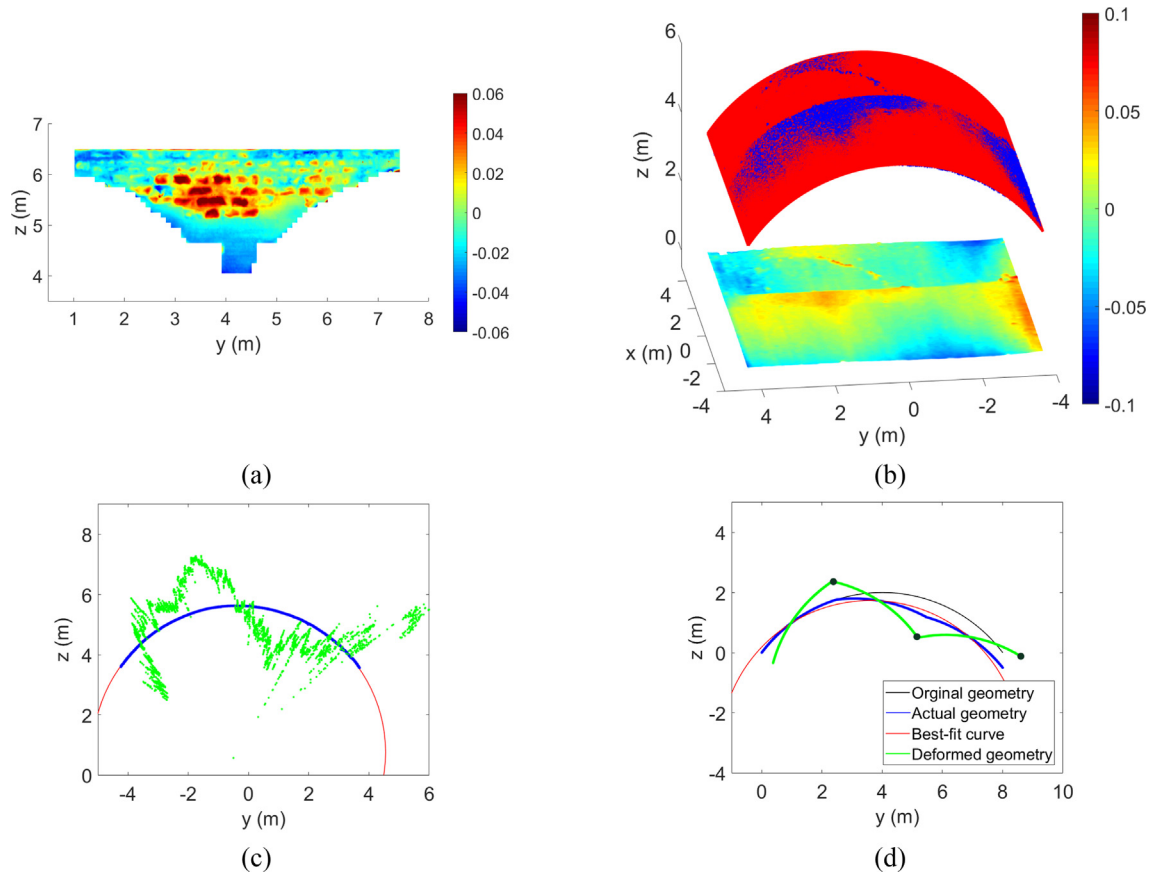 7
6
5
4
z (m)
1 2 3 4 5 6 7 8
y (m)
0.06
0.04
0.02
0
-0.02
-0.04
-0.06
(a)
6
4
2
0
z (m)
4
2
0
-2
-4
x (m)
4 2 0 -2 -4
y (m)
0.1
0.05
0
-0.05
-0.1
(b)
8
6
4
2
0
z (m)
-4 -2 0 2 4 6
y (m)
(c)
4
2
0
-2
-4
z (m)
0 2 4 6 8 10
y (m)
Orginal geometry
Actual geometry
Best-fit curve
Deformed geometry
(d)